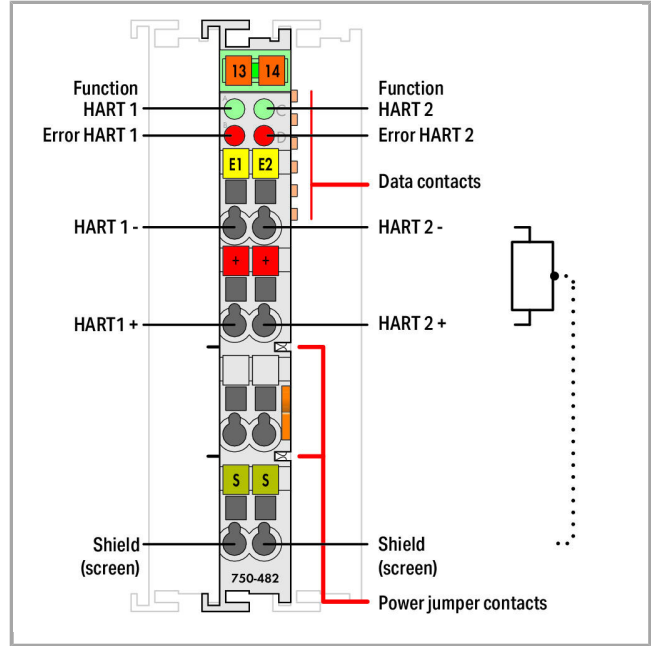 13 14
Function
HART 1
Function
HART 2
C
Error HART 1
Error HART 2
D
E1 E2
Data contacts
HART 1 -
HART 2 -
+ +
HART1 +
HART 2 +
S S
Shield
(screen)
Shield
(screen)
750-482
Power jumper contacts